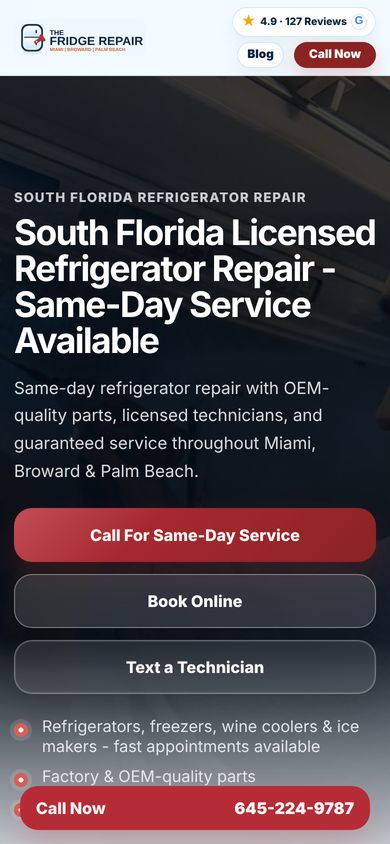 THE
FRIDGE REPAIR
MIAMI | BROWARD | PALM BEACH
★ 4.9 · 127 Reviews G
Blog
Call Now
SOUTH FLORIDA REFRIGERATOR REPAIR
South Florida Licensed
Refrigerator Repair -
Same-Day Service
Available
Same-day refrigerator repair with OEM-
quality parts, licensed technicians, and
guaranteed service throughout Miami,
Broward & Palm Beach.
Call For Same-Day Service
Book Online
Text a Technician
Refrigerators, freezers, wine coolers & ice
makers - fast appointments available
Factory & OEM-quality parts
Call Now 645-224-9787